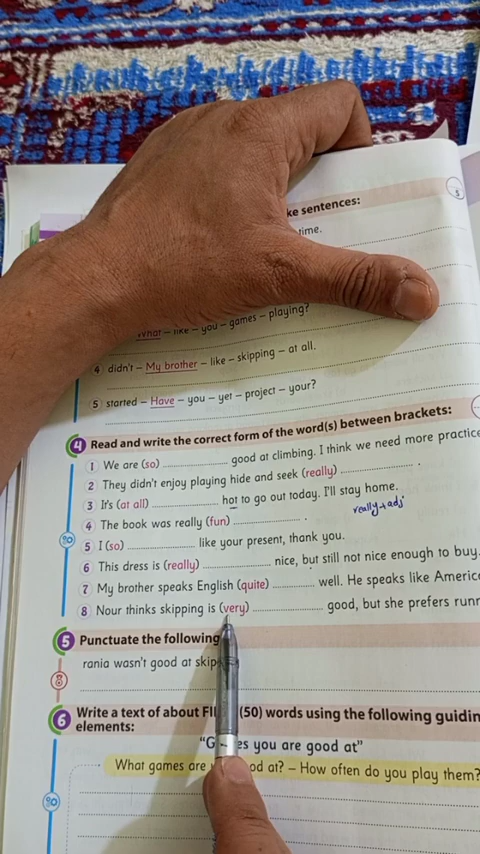 ke sentences:
5
time.
What – like – you – games – playing?
4 didn't – My brother – like – skipping – at all.
5 started – Have – you – yet – project – your?
4 Read and write the correct form of the word(s) between brackets:
1 We are (so) .................... good at climbing. I think we need more practice
2 They didn't enjoy playing hide and seek (really) .................... .
3 It's (at all) .................... hot to go out today. I'll stay home.
really + adj
4 The book was really (fun) .................... .
5 I (so) .................... like your present, thank you.
6 This dress is (really) .................... nice, but still not nice enough to buy.
7 My brother speaks English (quite) ............ well. He speaks like Americ
8 Nour thinks skipping is (very) .................... good, but she prefers runn
5 Punctuate the following
rania wasn't good at skip
6 Write a text of about FI (50) words using the following guidin
elements:
"G es you are good at"
What games are od at? – How often do you play them?